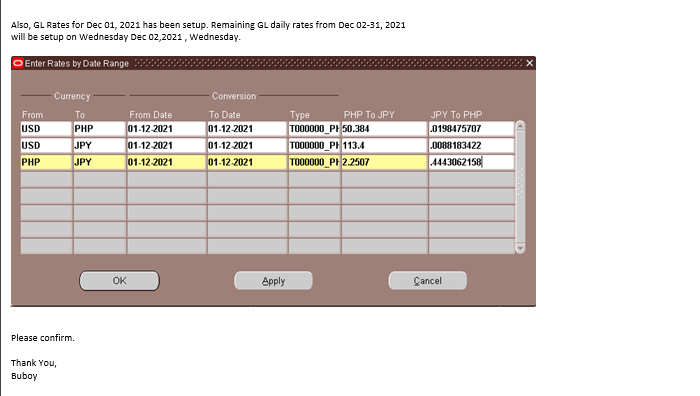 Also, GL Rates for Dec 01, 2021 has been setup. Remaining GL daily rates from Dec 02-31, 2021
will be setup on Wednesday Dec 02,2021 , Wednesday.
Enter Rates by Date Range
Currency Conversion
From To From Date To Date Type PHP To JPY JPY To PHP
USD PHP 01-12-2021 01-12-2021 T000000_PH 50.384 .0198475707
USD JPY 01-12-2021 01-12-2021 T000000_PH 113.4 .0088183422
PHP JPY 01-12-2021 01-12-2021 T000000_PH 2.2507 .4443062158
OK Apply Cancel
Please confirm.
Thank You,
Buboy